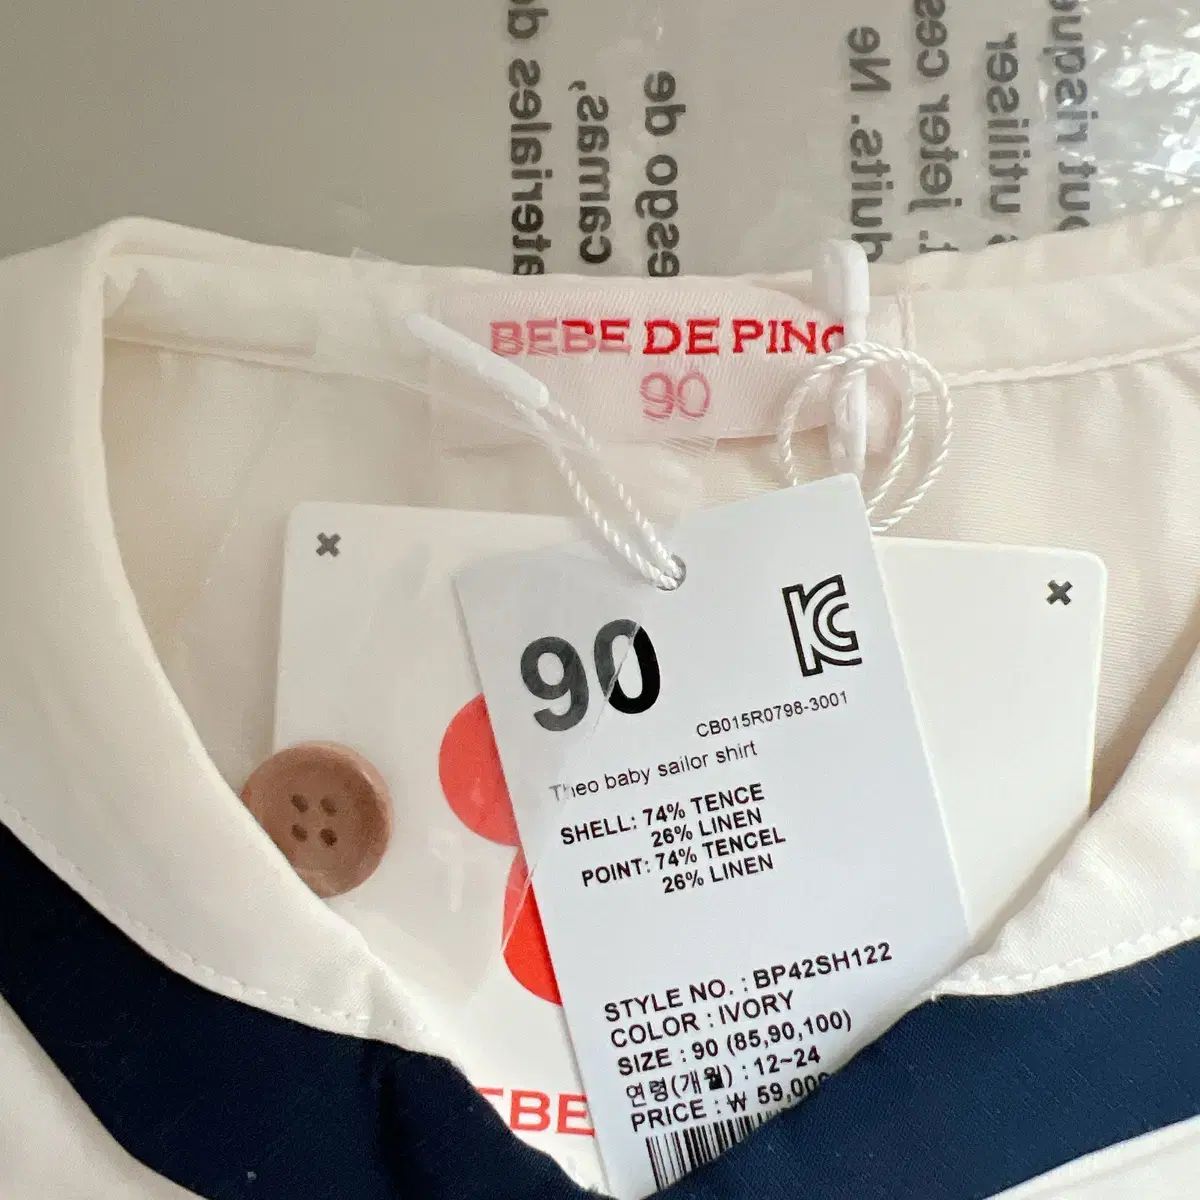 BEBE DE PINO
90
90
KC
CB015R0798-3001
Theo baby sailor shirt
SHELL: 74% TENCE
26% LINEN
POINT: 74% TENCEL
26% LINEN
STYLE NO. : BP42SH122
COLOR : IVORY
SIZE : 90 (85,90,100)
연령(개월) : 12~24
PRICE : ₩ 59,000
EBE